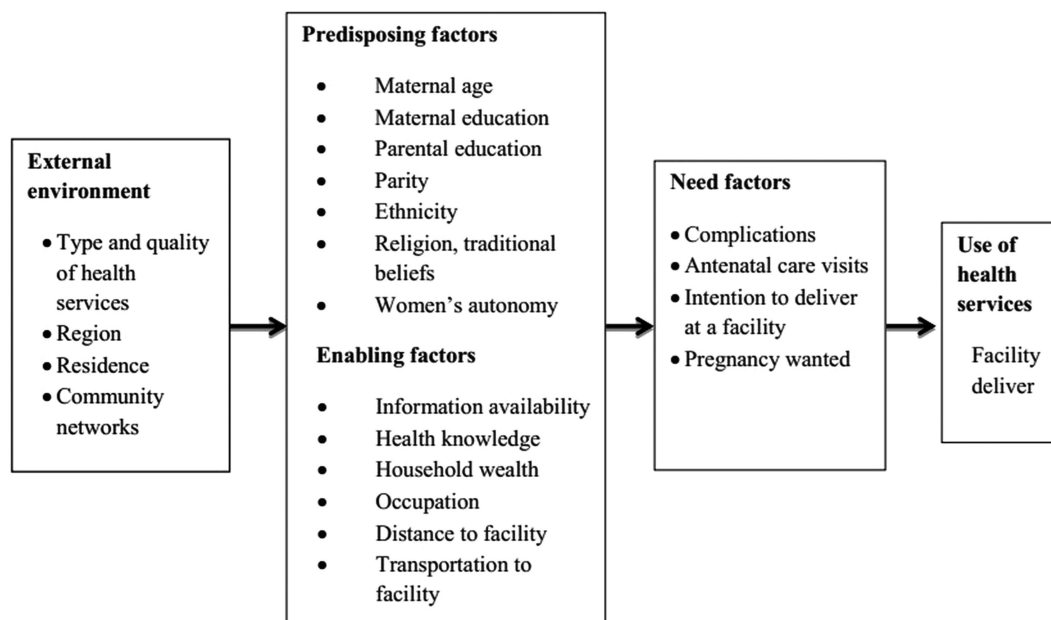 External
environment
• Type and quality
of health
services
• Region
• Residence
• Community
networks
Predisposing factors
• Maternal age
• Maternal education
• Parental education
• Parity
• Ethnicity
• Religion, traditional
beliefs
• Women’s autonomy
Enabling factors
• Information availability
• Health knowledge
• Household wealth
• Occupation
• Distance to facility
• Transportation to
facility
Need factors
• Complications
• Antenatal care visits
• Intention to deliver
at a facility
• Pregnancy wanted
Use of
health
services
Facility
deliver